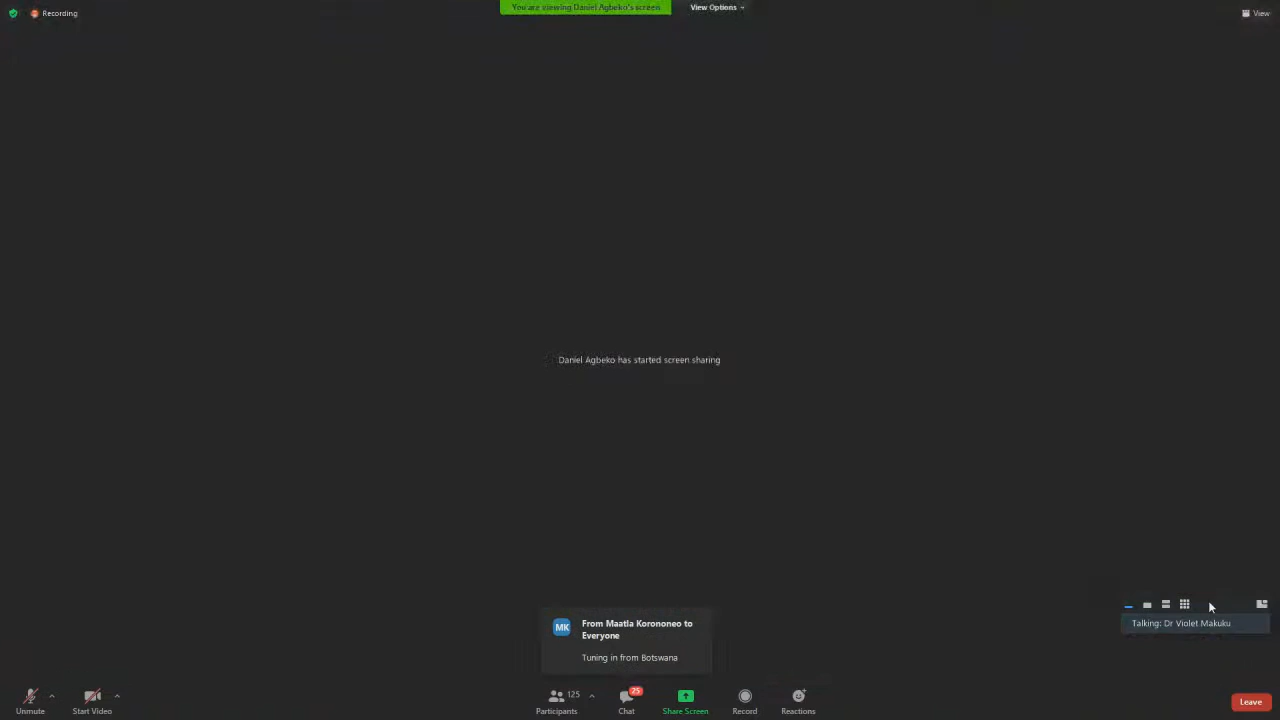 Recording
You are viewing Daniel Agbeko's screen
View Options
View
Daniel Agbeko has started screen sharing
MK
From Maatla Korononeo to
Everyone
Tuning in from Botswana
Talking: Dr Violet Makuku
Unmute
Start Video
Participants
125
Chat
25
Share Screen
Record
Reactions
Leave